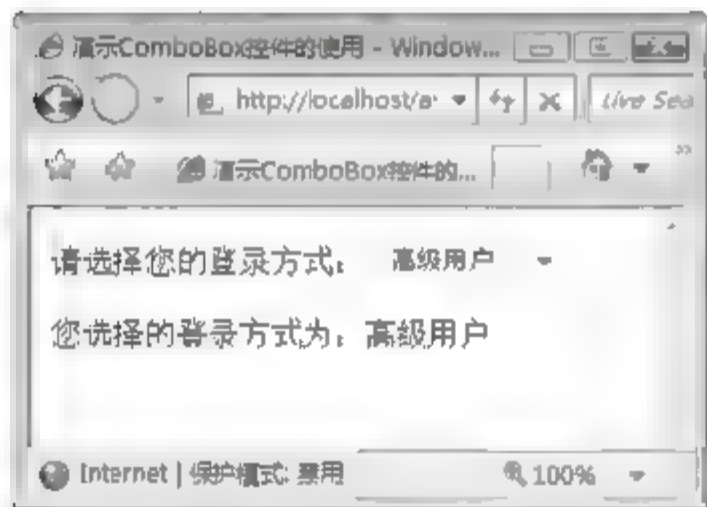 演示ComboBox控件的使用 - Window...
http://localhost/a
Live Sea
演示ComboBox控件的...
请选择您的登录方式： 高级用户
您选择的登录方式为：高级用户
Internet | 保护模式: 禁用 100%